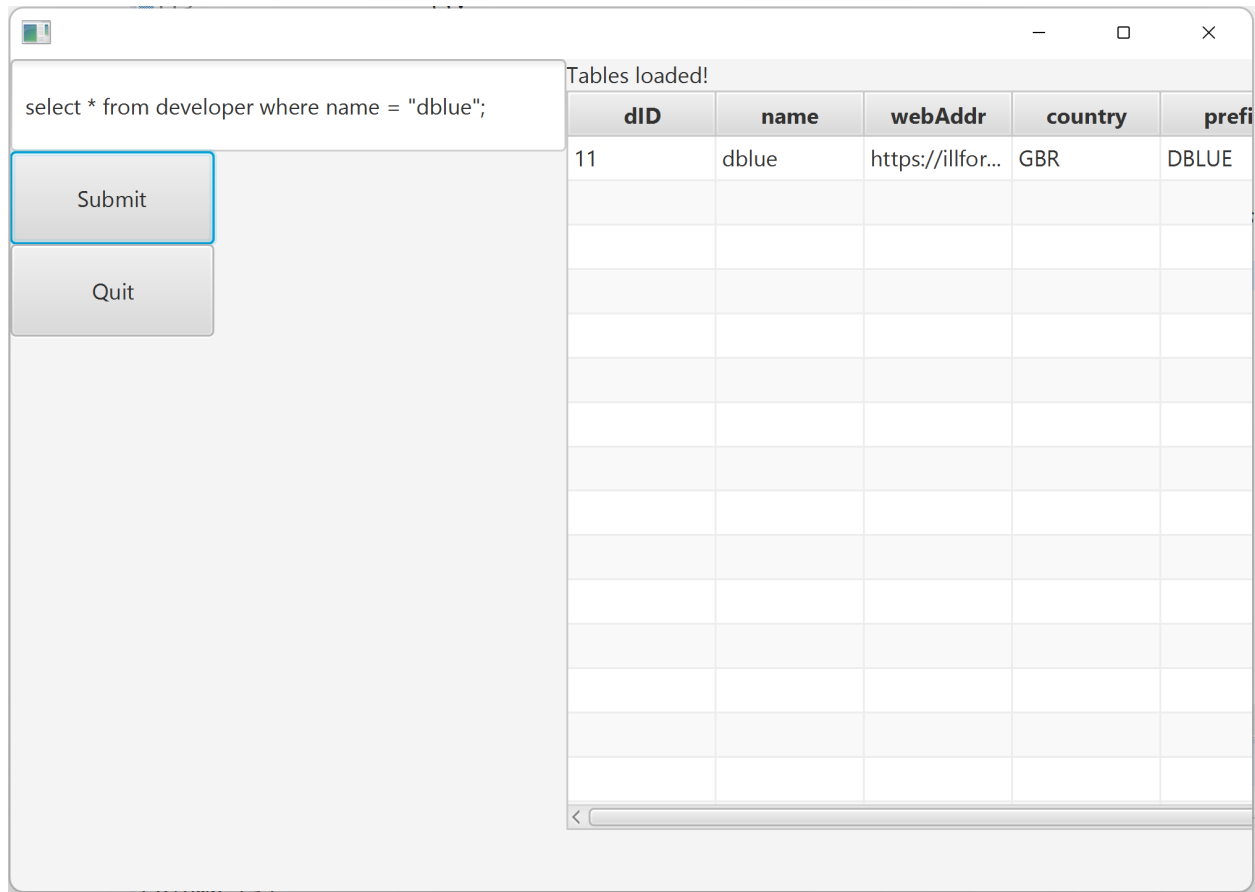 select * from developer where name = "dblue";
Submit
Quit
Tables loaded!
dID name webAddr country prefi
11 dblue https://illfor... GBR DBLUE